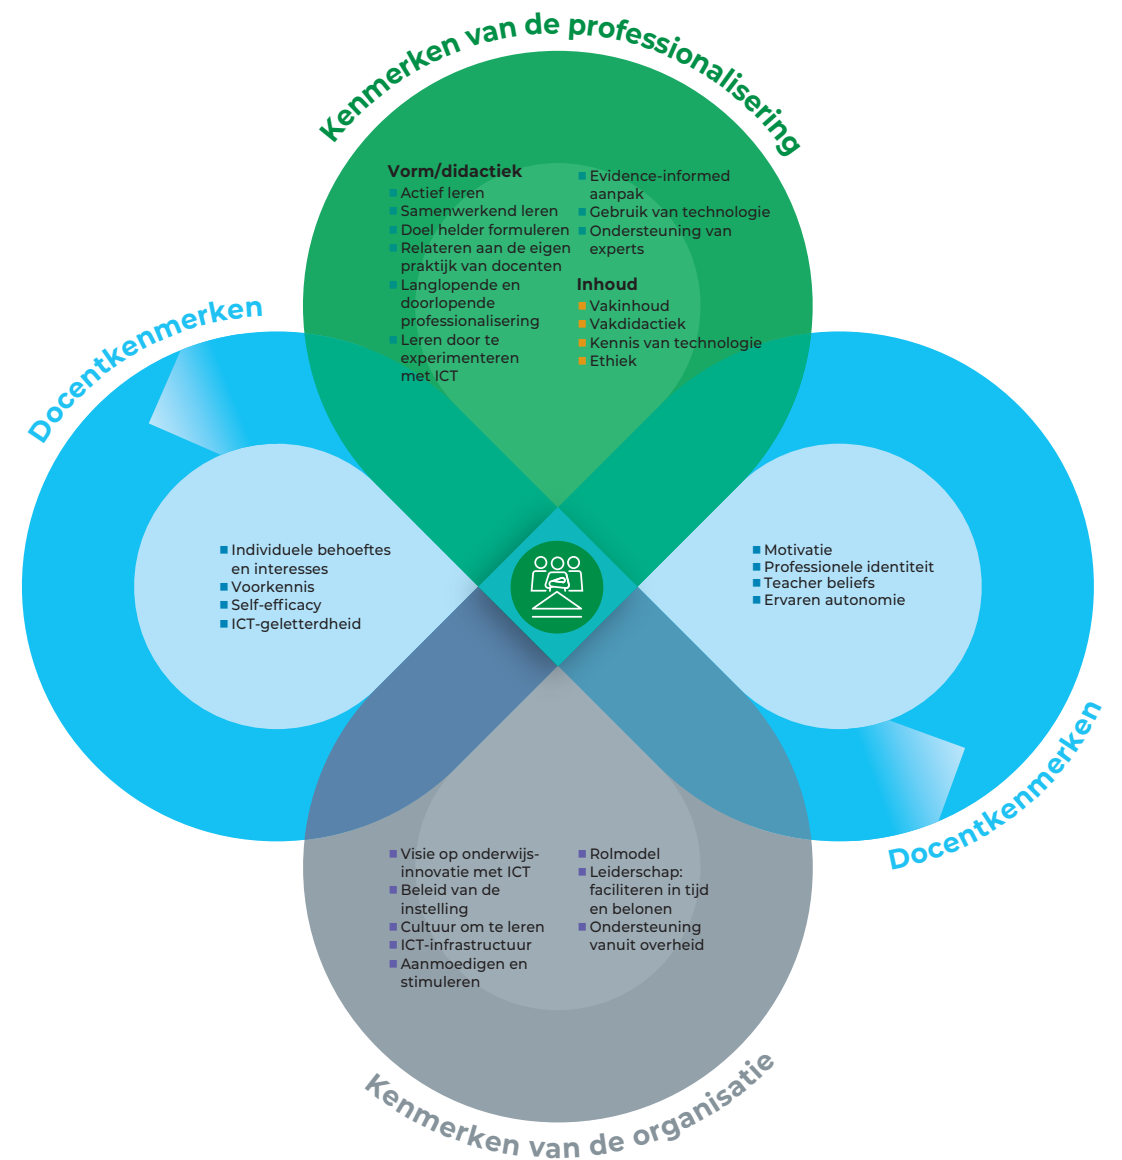 Kenmerken van de professionalisering
Vorm/didactiek
Actief leren
Samenwerkend leren
Doel helder formuleren
Relateren aan de eigen
praktijk van docenten
Langlopende en
doorlopende
professionalisering
Leren door te
experimenteren
met ICT
Evidence-informed
aanpak
Gebruik van technologie
Ondersteuning van
experts
Inhoud
Vakinhoud
Vakdidactiek
Kennis van technologie
Ethiek
Docentkenmerken
Individuele behoeftes
en interesses
Voorkennis
Self-efficacy
ICT-geletterdheid
Motivatie
Professionele identiteit
Teacher beliefs
Ervaren autonomie
Docentkenmerken
Visie op onderwijs-
innovatie met ICT
Beleid van de
instelling
Cultuur om te leren
ICT-infrastructuur
Aanmoedigen en
stimuleren
Rolmodel
Leiderschap:
faciliteren in tijd
en belonen
Ondersteuning
vanuit overheid
Kenmerken van de organisatie